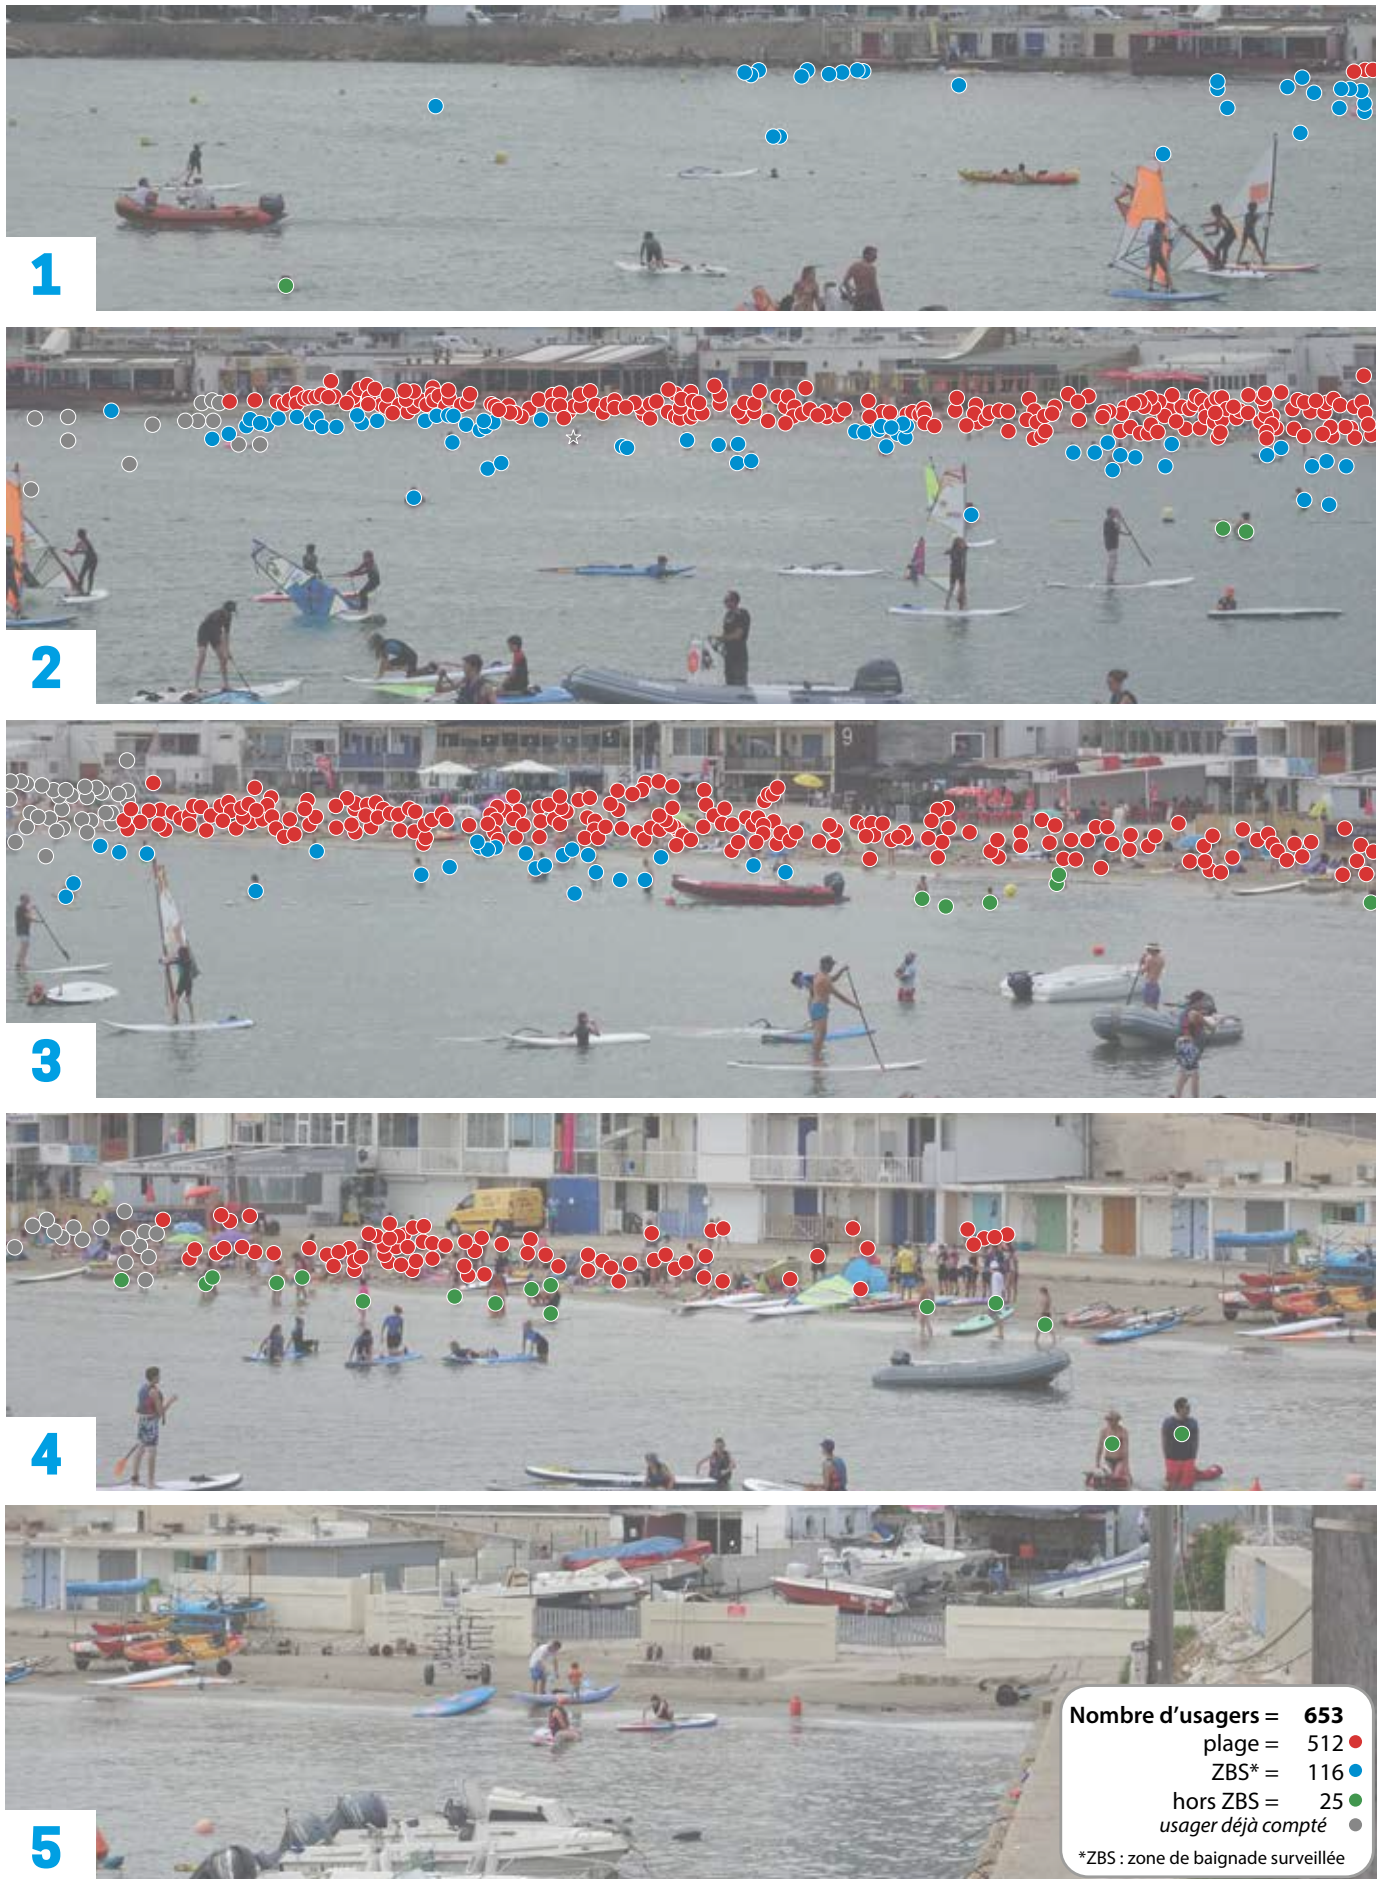 1
2
9
3
4
5
Nombre d'usagers = 653
plage = 512
ZBS* = 116
hors ZBS = 25
usager déjà compté
*ZBS : zone de baignade surveillée